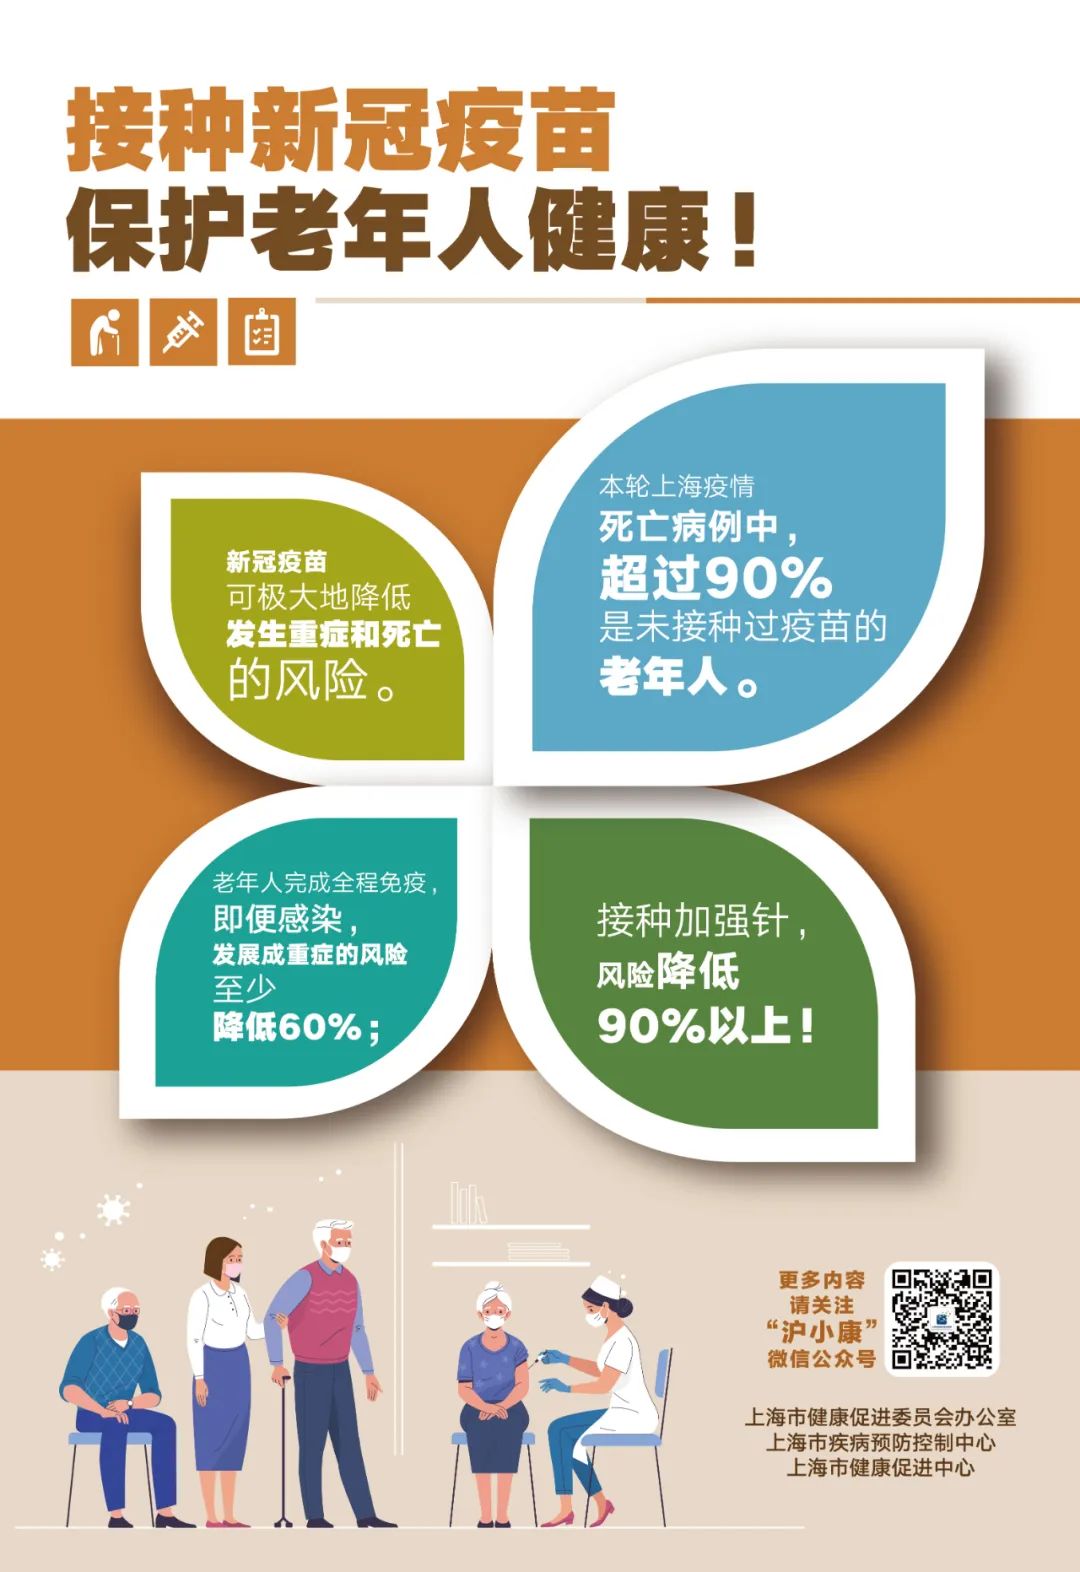 接种新冠疫苗
保护老年人健康！
新冠疫苗
可极大地降低
发生重症和死亡
的风险。
本轮上海疫情
死亡病例中，
超过90%
是未接种过疫苗的
老年人。
老年人完成全程免疫，
即便感染，
发展成重症的风险
至少
降低60%；
接种加强针，
风险降低
90%以上！
更多内容
请关注
“沪小康”
微信公众号
上海市健康促进委员会办公室
上海市疾病预防控制中心
上海市健康促进中心